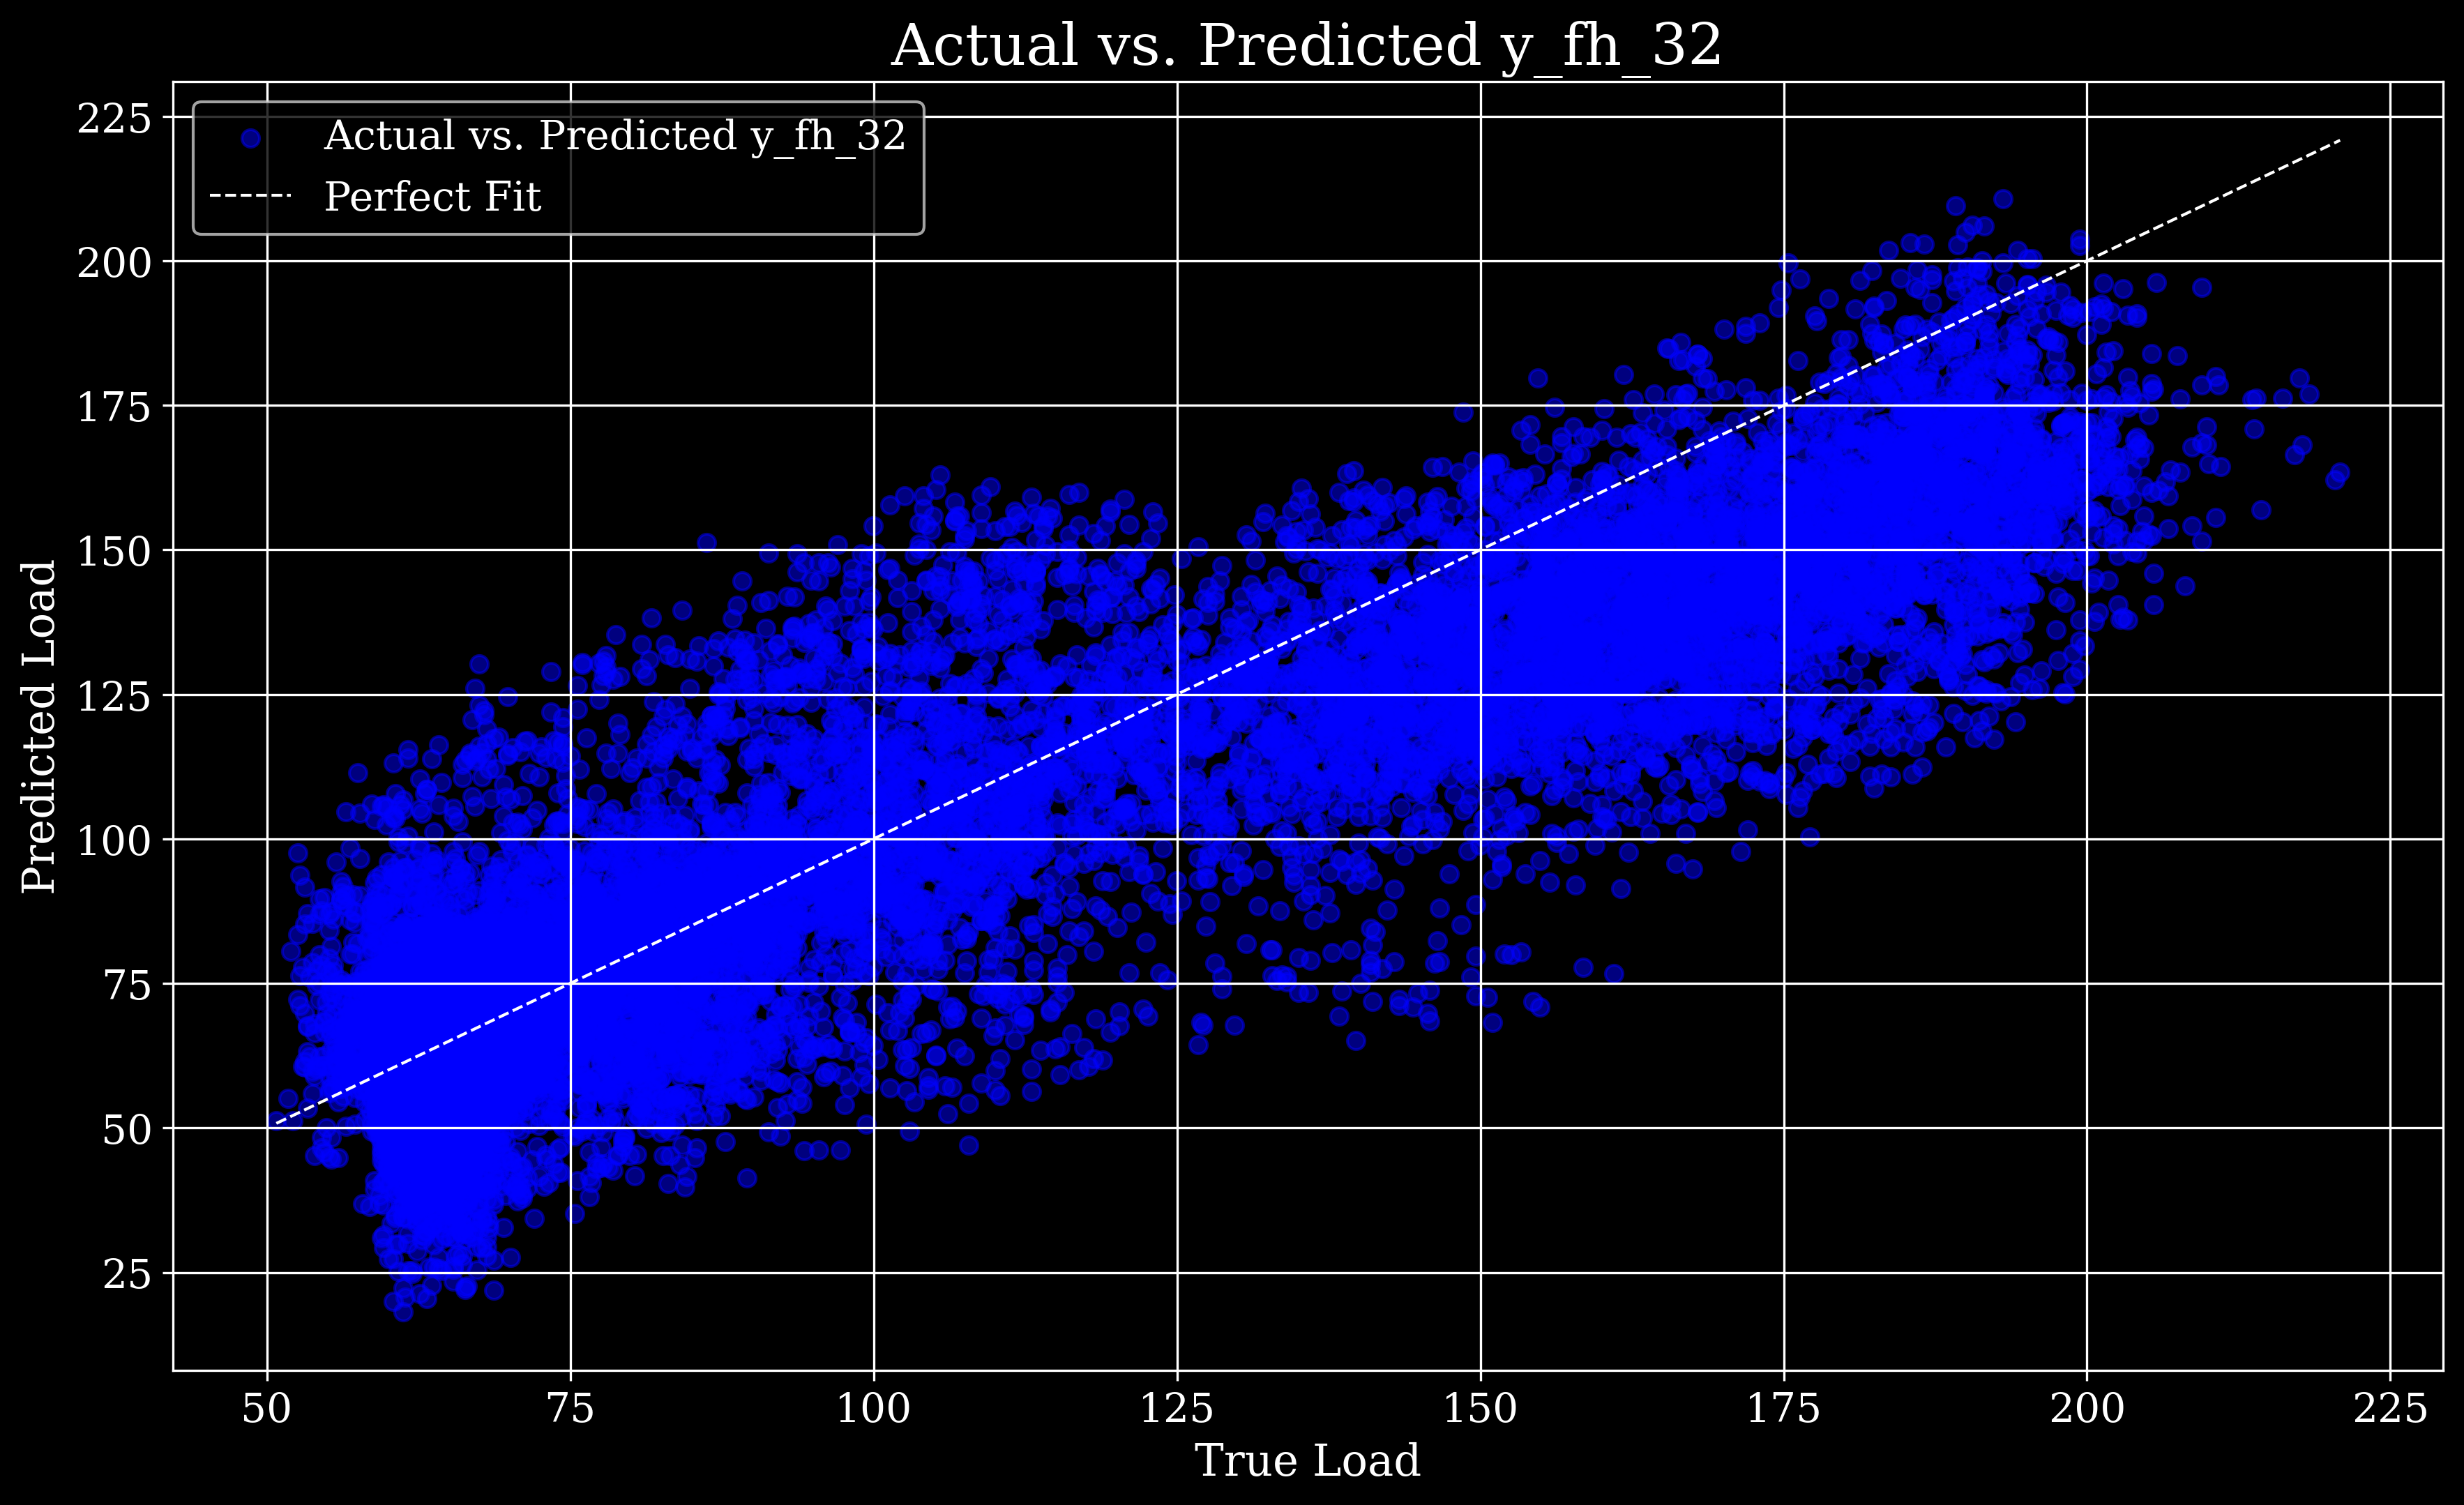 Actual vs. Predicted y_fh_32
Actual vs. Predicted y_fh_32
Perfect Fit
225
200
175
150
125
100
75
50
25
Predicted Load
50 75 100 125 150 175 200 225
True Load